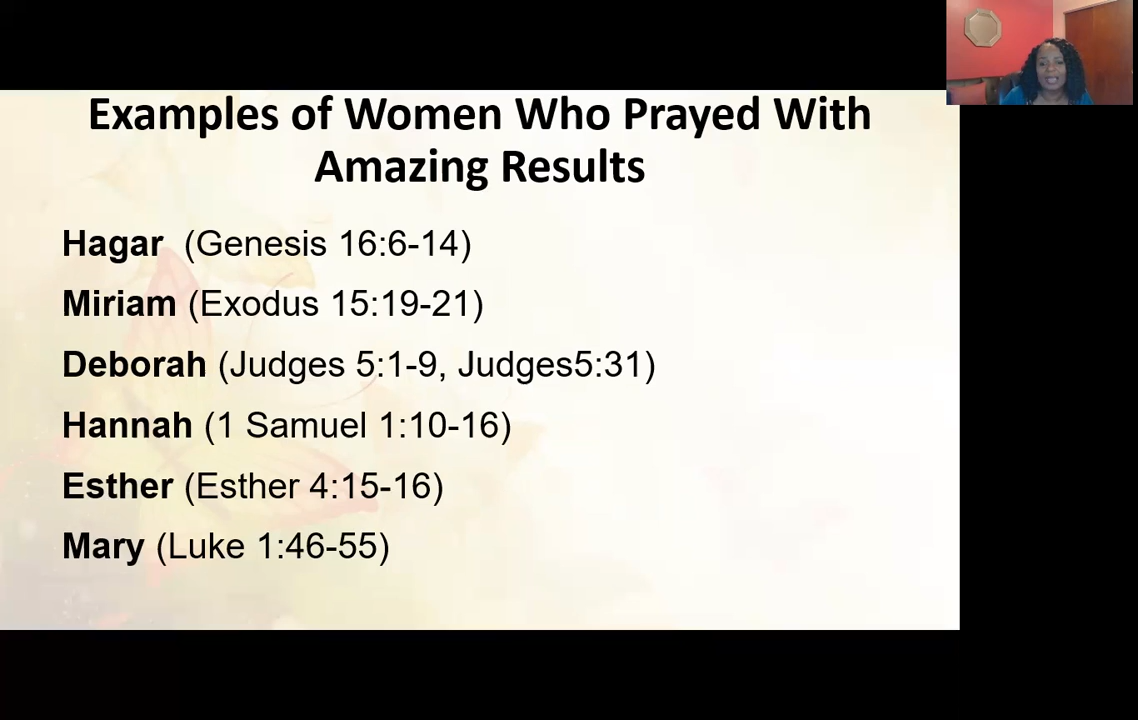 Examples of Women Who Prayed With
Amazing Results
Hagar (Genesis 16:6-14)
Miriam (Exodus 15:19-21)
Deborah (Judges 5:1-9, Judges5:31)
Hannah (1 Samuel 1:10-16)
Esther (Esther 4:15-16)
Mary (Luke 1:46-55)